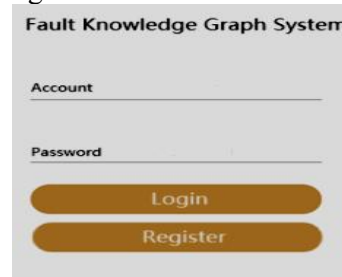 Fault Knowledge Graph System
Account
Password
Login
Register